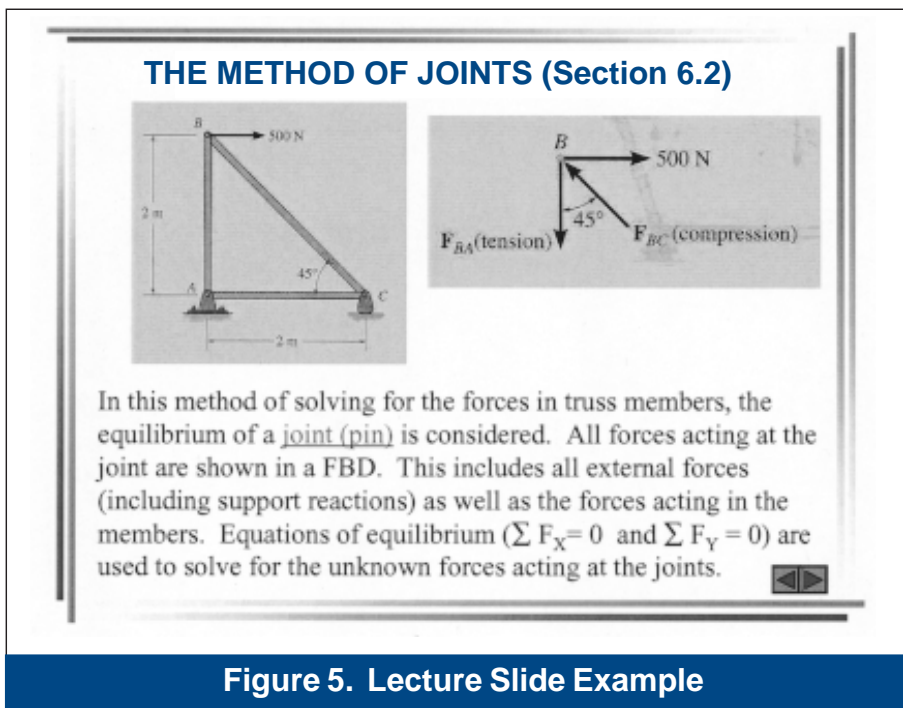 THE METHOD OF JOINTS (Section 6.2)
B
500 N
2 m
45°
A
C
2 m
B
500 N
45°
F_BA(tension)
F_BC(compression)
In this method of solving for the forces in truss members, the
equilibrium of a joint (pin) is considered. All forces acting at the
joint are shown in a FBD. This includes all external forces
(including support reactions) as well as the forces acting in the
members. Equations of equilibrium (∑ F_X= 0 and ∑ F_Y = 0) are
used to solve for the unknown forces acting at the joints.
Figure 5. Lecture Slide Example